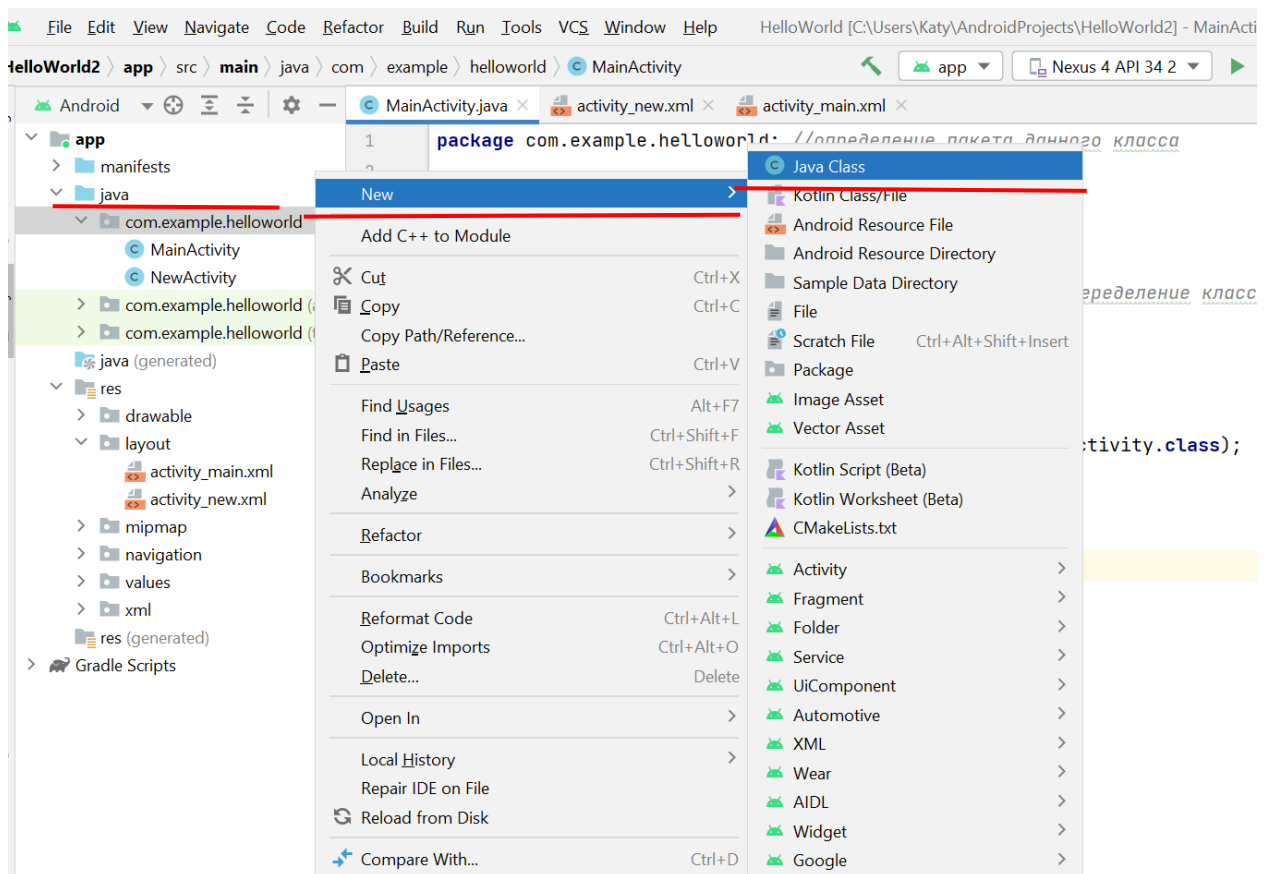 File Edit View Navigate Code Refactor Build Run Tools VCS Window Help HelloWorld [C:\Users\Katy\AndroidProjects\HelloWorld2] - MainActi
HelloWorld2 app src main java com example helloworld MainActivity app Nexus 4 API 34 2
Android MainActivity.java activity_new.xml activity_main.xml
1 package com.example.helloworld; //определение пакета данного класса
app
manifests
java
com.example.helloworld
MainActivity
NewActivity
com.example.helloworld (
com.example.helloworld (
java (generated)
res
drawable
layout
activity_main.xml
activity_new.xml
mipmap
navigation
values
xml
res (generated)
Gradle Scripts
New
Add C++ to Module
Cut Ctrl+X
Copy Ctrl+C
Copy Path/Reference...
Paste Ctrl+V
Find Usages Alt+F7
Find in Files... Ctrl+Shift+F
Replace in Files... Ctrl+Shift+R
Analyze
Refactor
Bookmarks
Reformat Code Ctrl+Alt+L
Optimize Imports Ctrl+Alt+O
Delete... Delete
Open In
Local History
Repair IDE on File
Reload from Disk
Compare With... Ctrl+D
Java Class
Kotlin Class/File
Android Resource File
Android Resource Directory
Sample Data Directory
File
Scratch File Ctrl+Alt+Shift+Insert
Package
Image Asset
Vector Asset
Kotlin Script (Beta)
Kotlin Worksheet (Beta)
CMakeLists.txt
Activity
Fragment
Folder
Service
UiComponent
Automotive
XML
Wear
AIDL
Widget
Google
еределение класс
ctivity.class);